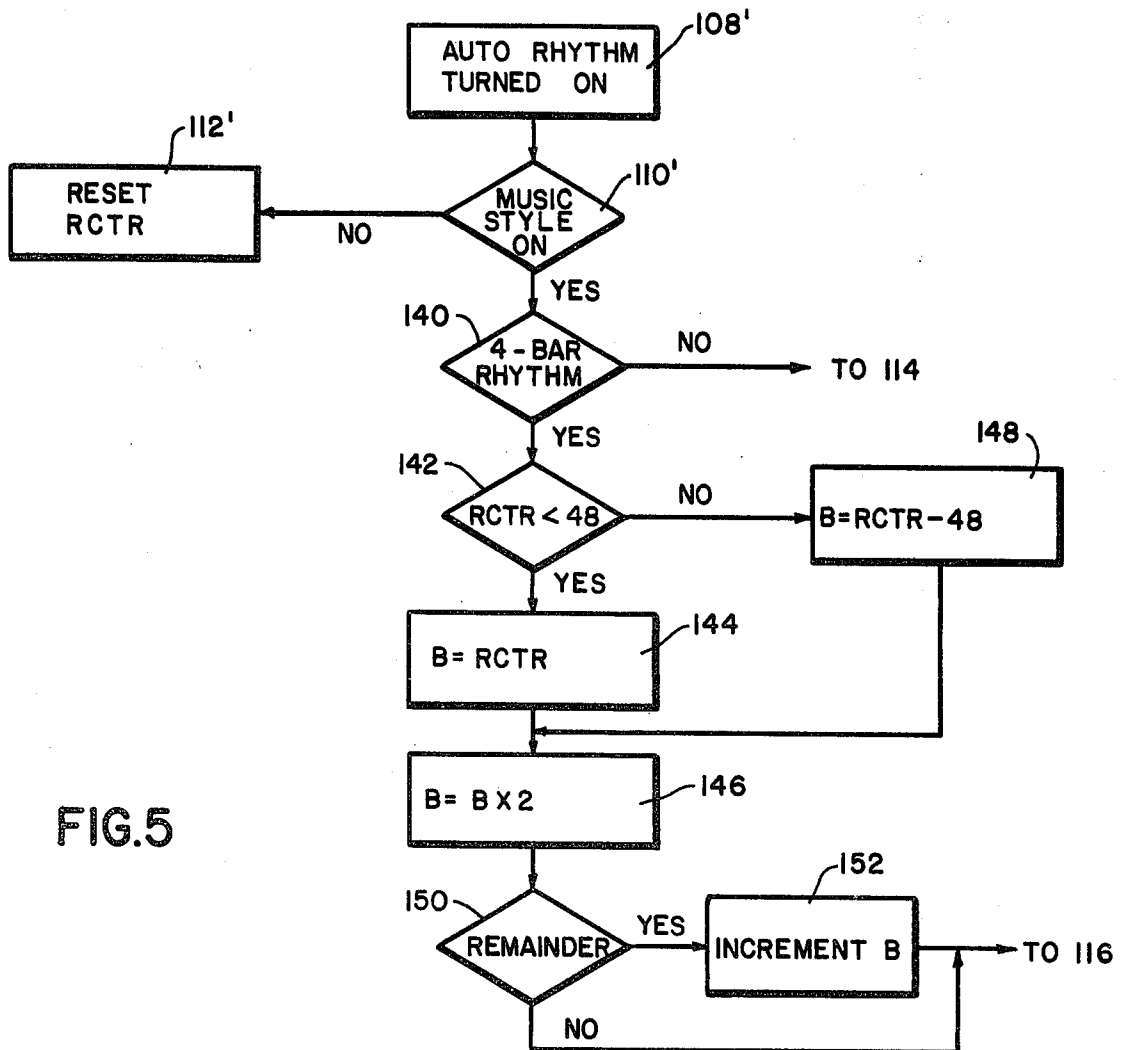 108'
AUTO RHYTHM
TURNED ON
112'
110'
RESET
RCTR
MUSIC
STYLE
ON
NO
YES
140
4-BAR
RHYTHM
NO
TO 114
YES
142
148
RCTR < 48
NO
B=RCTR-48
YES
144
B= RCTR
146
B= B X 2
FIG.5
152
150
REMAINDER
YES
INCREMENT B
TO 116
NO